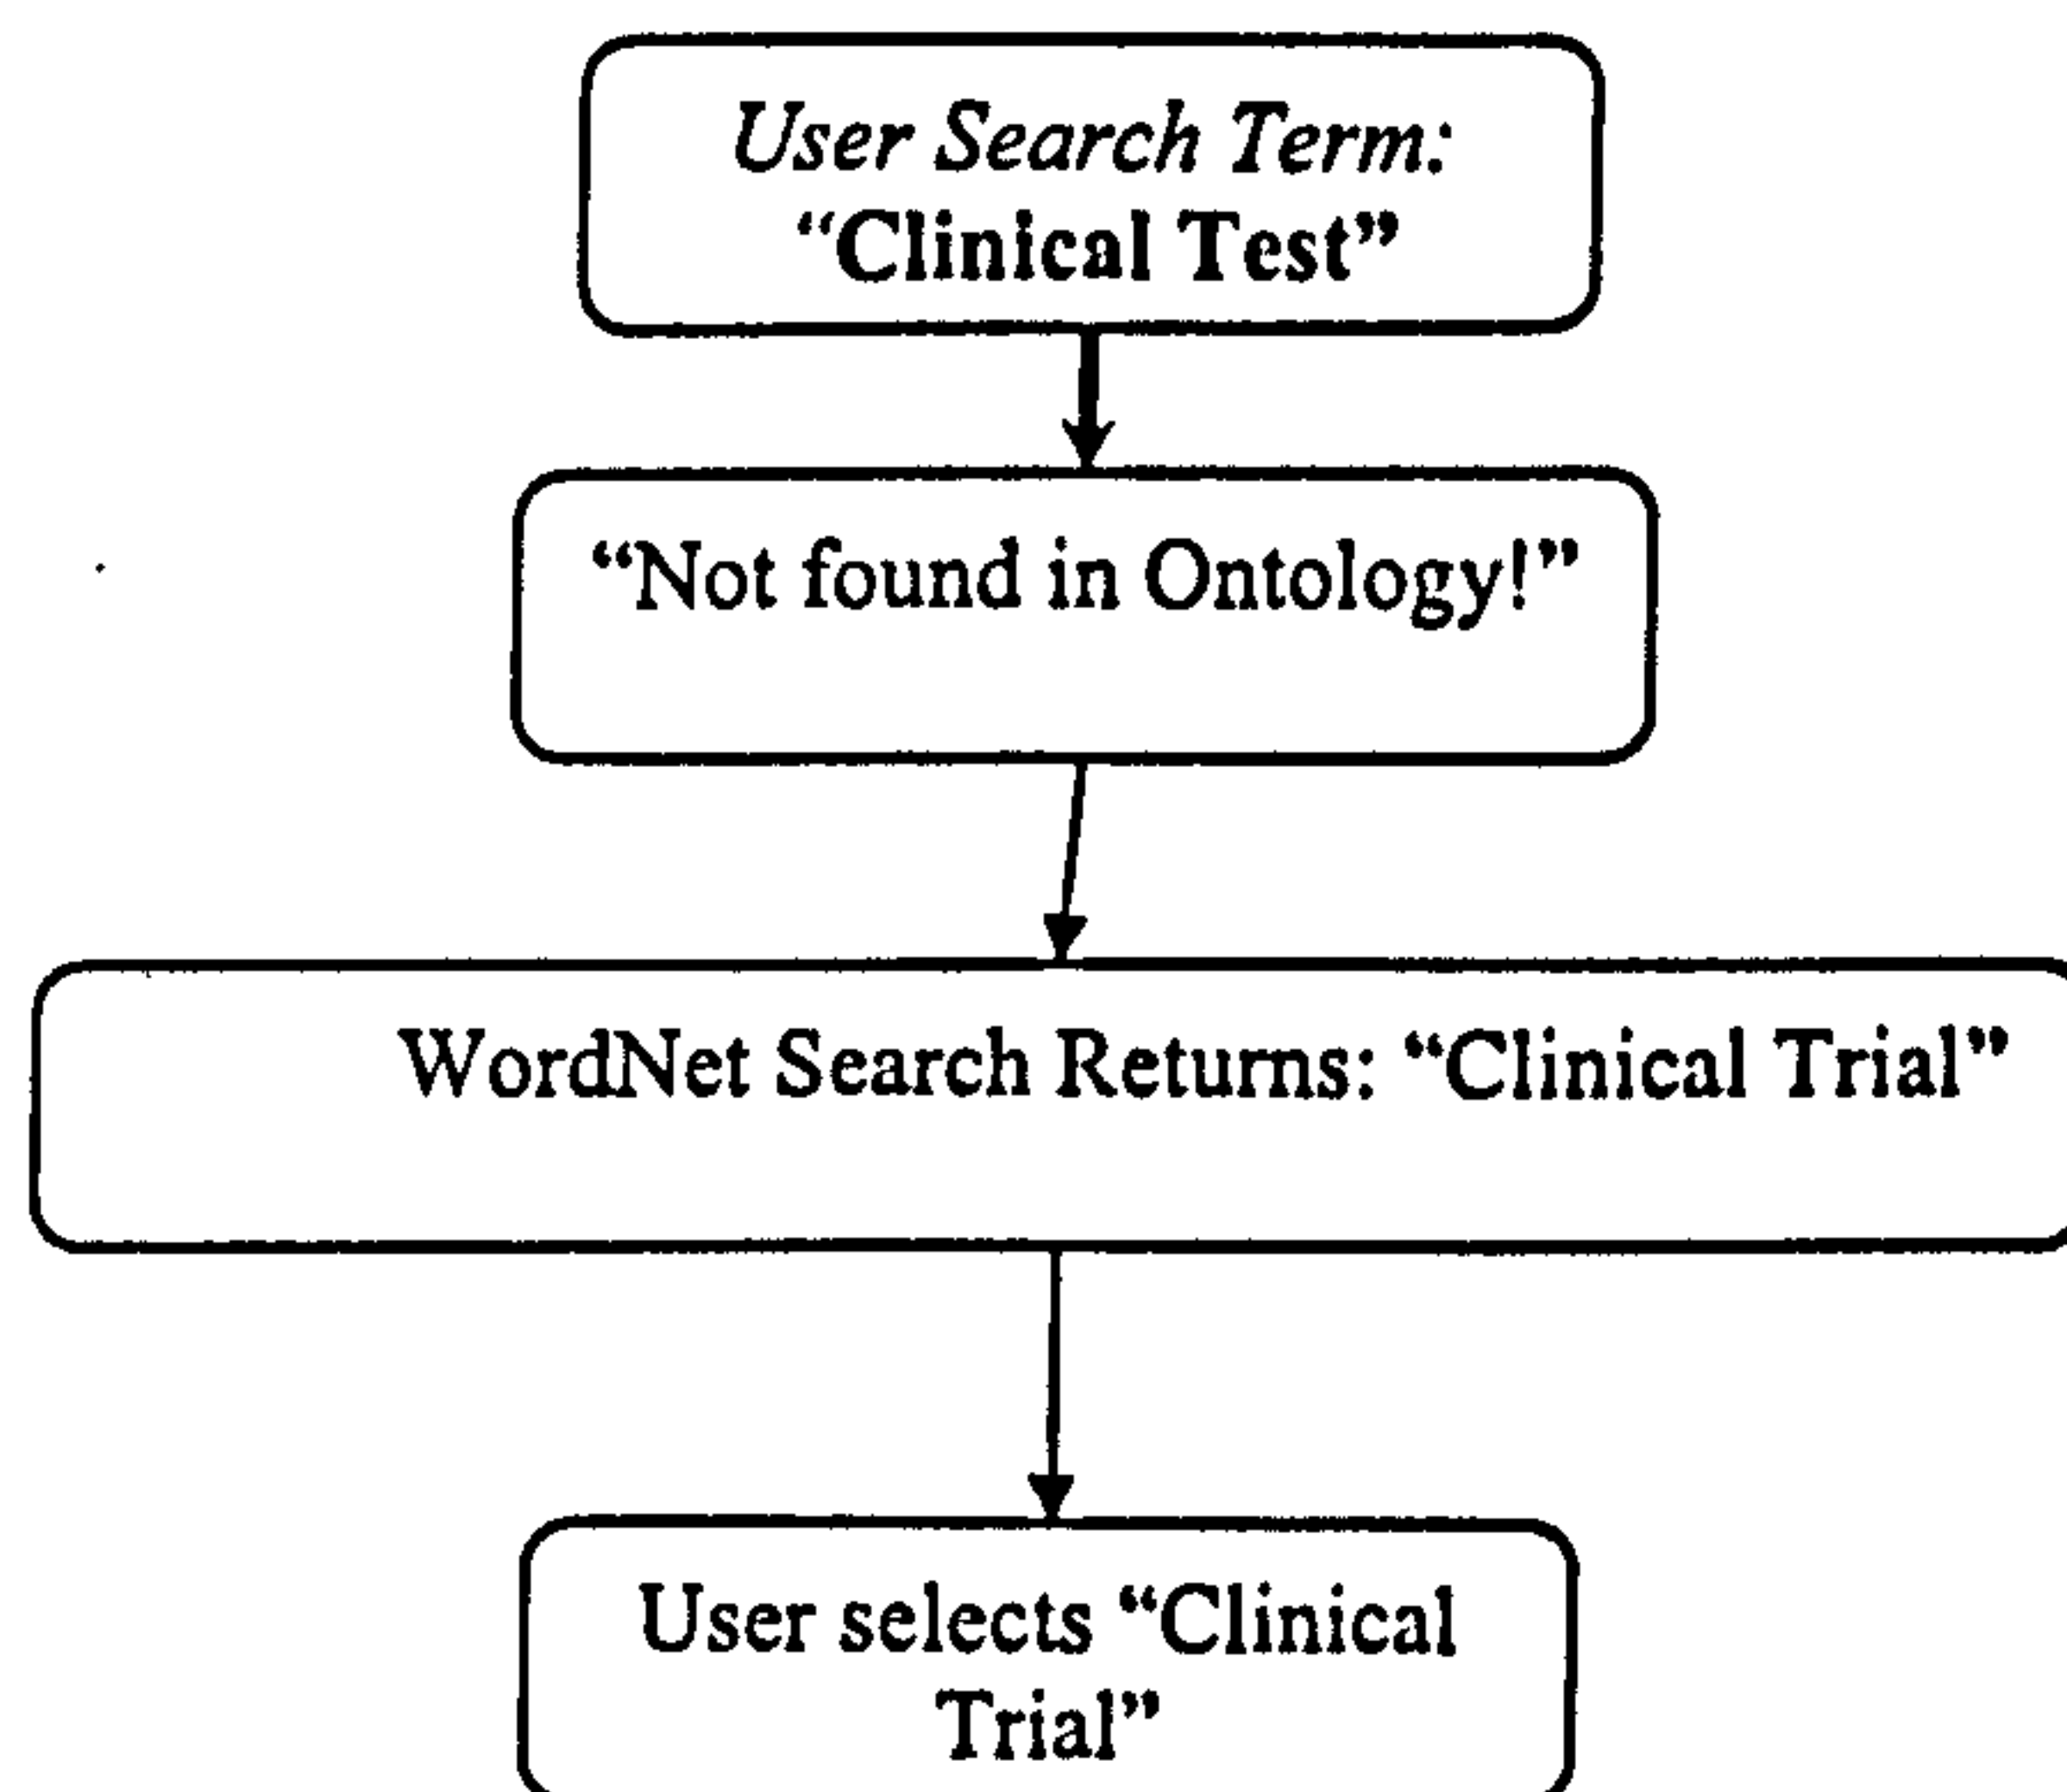 User Search Term:
“Clinical Test”
“Not found in Ontology!”
WordNet Search Returns: “Clinical Trial”
User selects “Clinical
Trial”